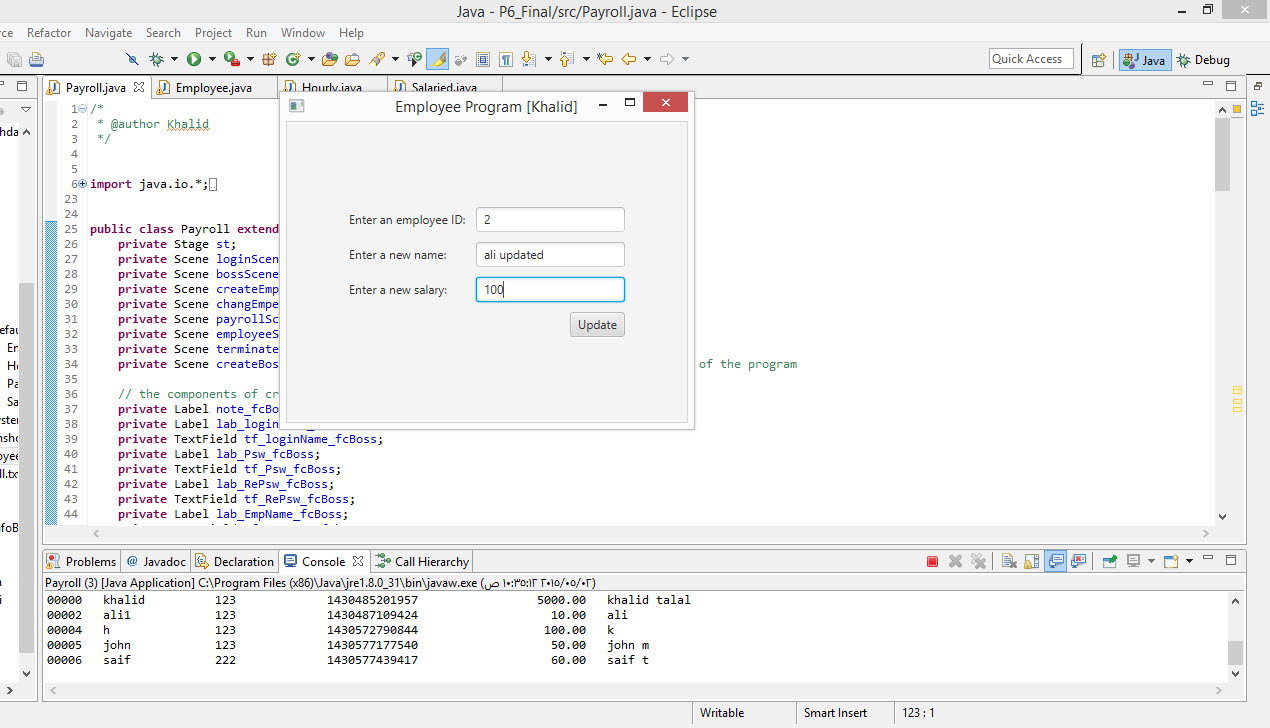 Java - P6_Final/src/Payroll.java - Eclipse
rce Refactor Navigate Search Project Run Window Help
Quick Access
Java
Debug
Payroll.java
Employee.java
Hourly.java
Salaried.java
Employee Program [Khalid]
Enter an employee ID: 2
Enter a new name: ali updated
Enter a new salary: 100
Update
1 /*
2 * @author Khalid
3 */
4
5
6 import java.io.*;
23
24
25 public class Payroll extend
26 private Stage st;
27 private Scene loginScen
28 private Scene bossScene
29 private Scene createEmp
30 private Scene changEmpe
31 private Scene payrollSc
32 private Scene employeeS
33 private Scene terminate
34 private Scene createBos of the program
35
36 // the components of cr
37 private Label note_fcBo
38 private Label lab_login
39 private TextField tf_loginName_fcBoss;
40 private Label lab_Psw_fcBoss;
41 private TextField tf_Psw_fcBoss;
42 private Label lab_RePsw_fcBoss;
43 private TextField tf_RePsw_fcBoss;
44 private Label lab_EmpName_fcBoss;
Problems @ Javadoc Declaration Console Call Hierarchy
Payroll (3) [Java Application] C:\Program Files (x86)\Java\jre1.8.0_31\bin\javaw.exe (٢٠١٥/٠٥/٠٢ ١٠:٣٥:١٢ ص)
00000 khalid 123 1430485201957 5000.00 khalid talal
00002 ali1 123 1430487109424 10.00 ali
00004 h 123 1430572790844 100.00 k
00005 john 123 1430577177540 50.00 john m
00006 saif 222 1430577439417 60.00 saif t
Writable
Smart Insert
123 : 1